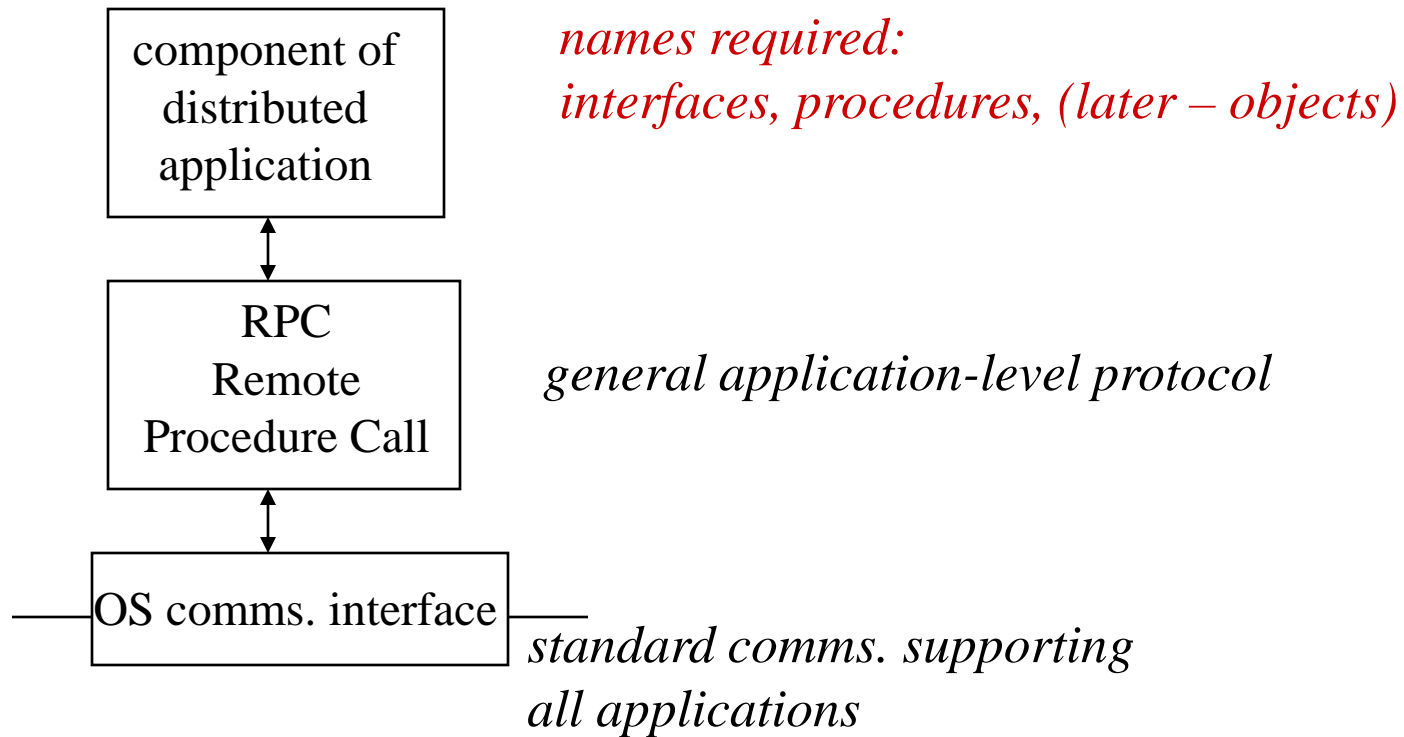 component of
distributed
application
names required:
interfaces, procedures, (later – objects)
RPC
Remote
Procedure Call
general application-level protocol
OS comms. interface
standard comms. supporting
all applications